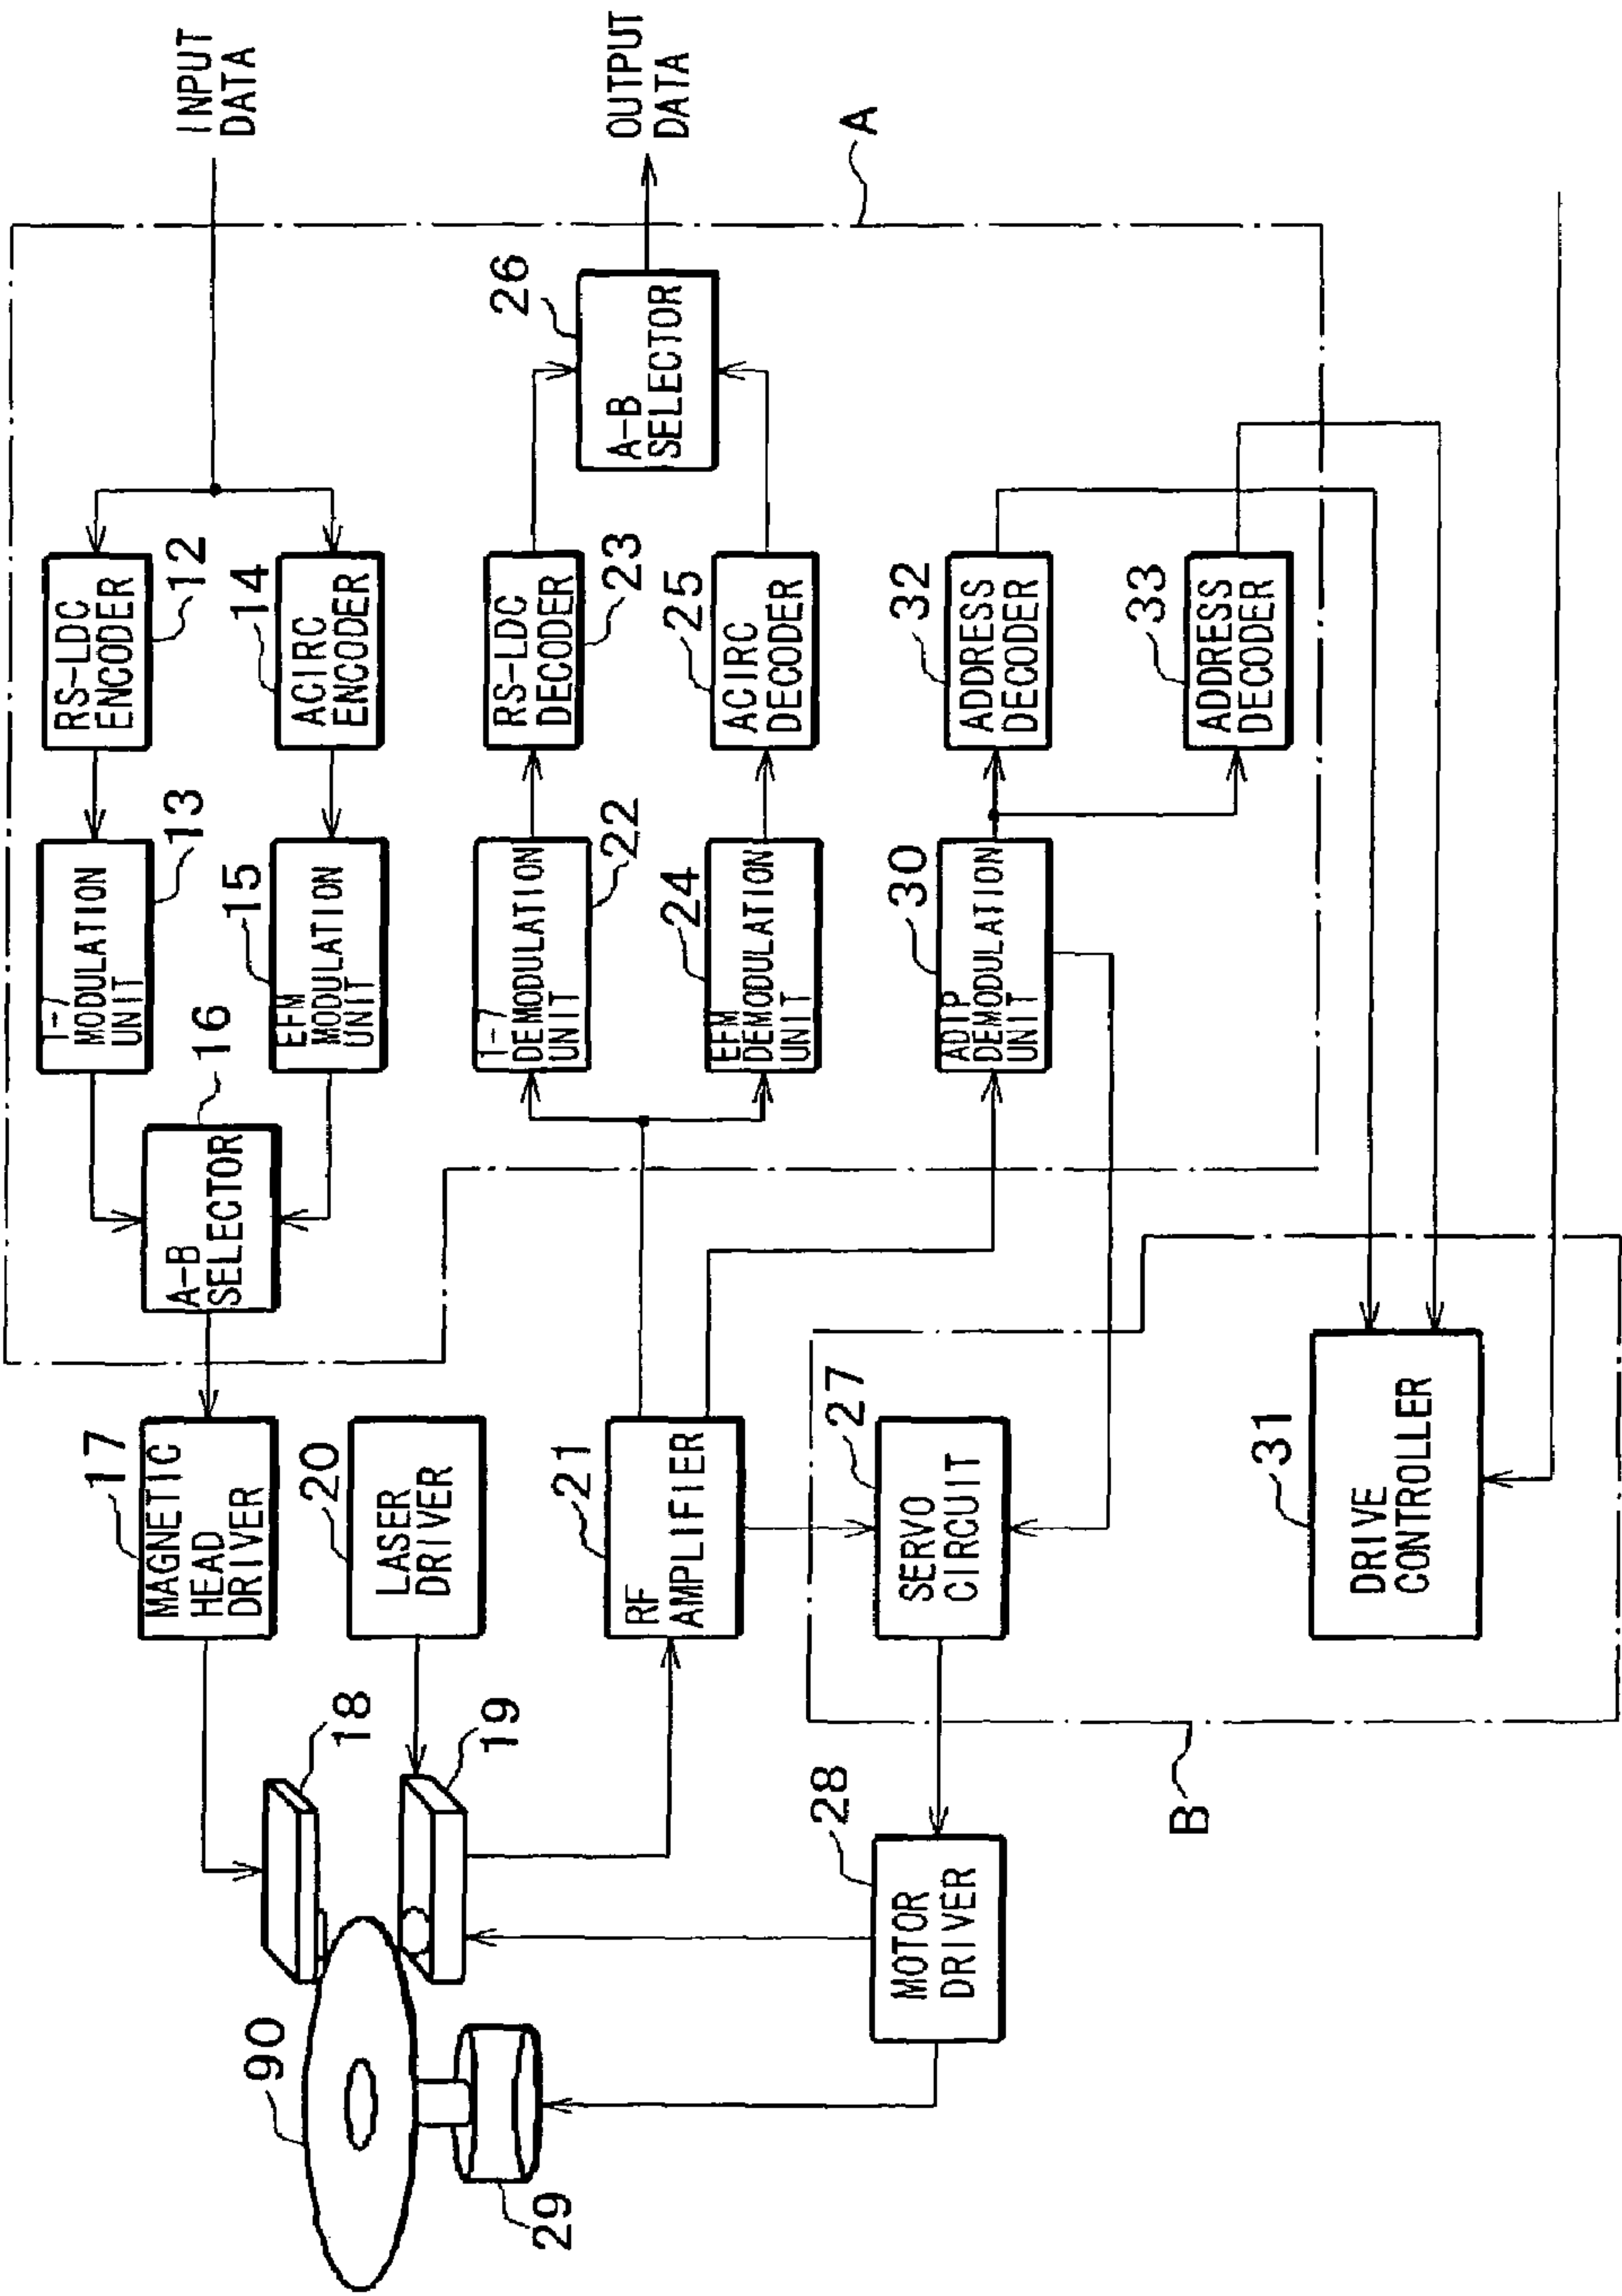 INPUT
DATA
RS-LDC
ENCODER
12
1-7
MODULATION
UNIT
13
ACIRC
ENCODER
14
EFM
MODULATION
UNIT
15
A-B
SELECTOR
16
MAGNETIC
HEAD
DRIVER
17
18
LASER
DRIVER
20
19
90
29
OUTPUT
DATA
A-B
SELECTOR
26
RS-LDC
DECODER
23
1-7
DEMODULATION
UNIT
22
ACIRC
DECODER
25
EFM
DEMODULATION
UNIT
24
RF
AMPLIFIER
21
A
ADDRESS
DECODER
32
ADIP
DEMODULATION
UNIT
30
ADDRESS
DECODER
33
SERVO
CIRCUIT
27
MOTOR
DRIVER
28
DRIVE
CONTROLLER
31
B